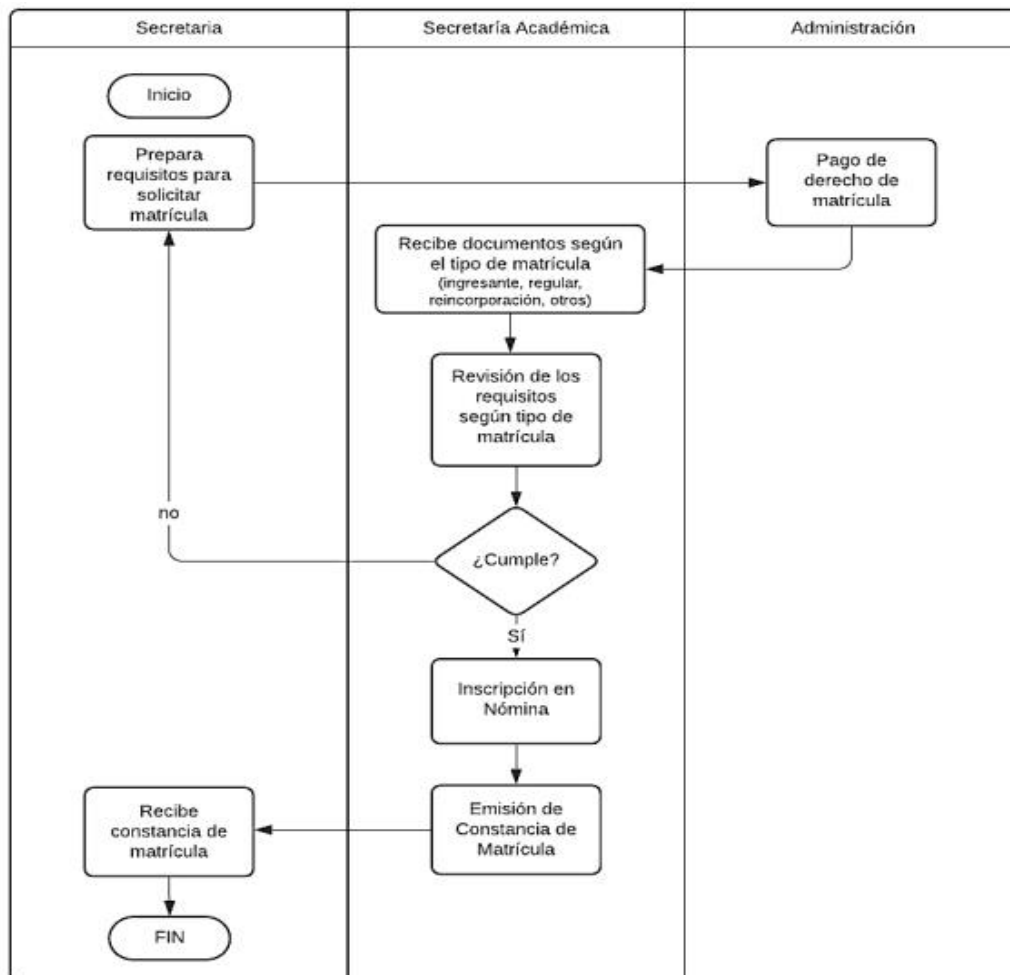 Secretaria
Secretaría Académica
Administración
Inicio
Prepara
requisitos para
solicitar
matrícula
Pago de
derecho de
matrícula
Recibe documentos según
el tipo de matrícula
(ingresante, regular,
reincorporación, otros)
Revisión de los
requisitos
según tipo de
matrícula
no
¿Cumple?
Sí
Inscripción en
Nómina
Emisión de
Constancia de
Matrícula
Recibe
constancia de
matrícula
FIN